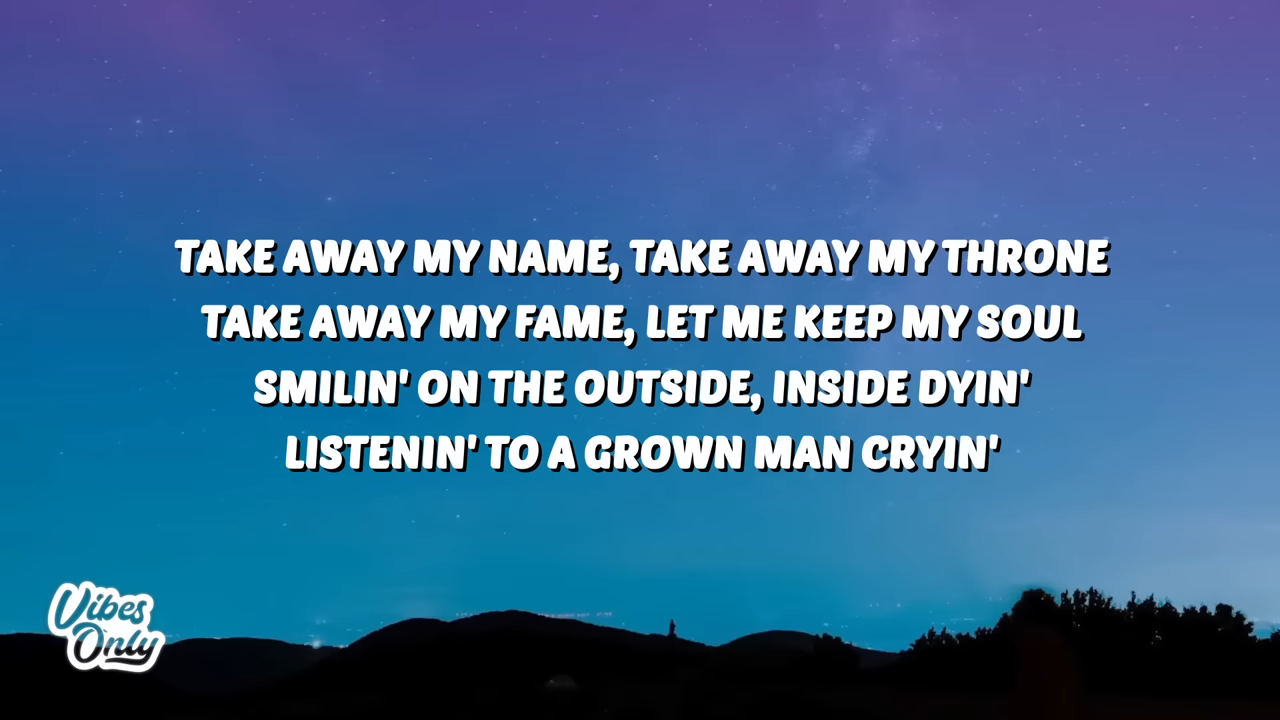 TAKE AWAY MY NAME, TAKE AWAY MY THRONE
TAKE AWAY MY FAME, LET ME KEEP MY SOUL
SMILIN' ON THE OUTSIDE, INSIDE DYIN'
LISTENIN' TO A GROWN MAN CRYIN'
Vibes
Only